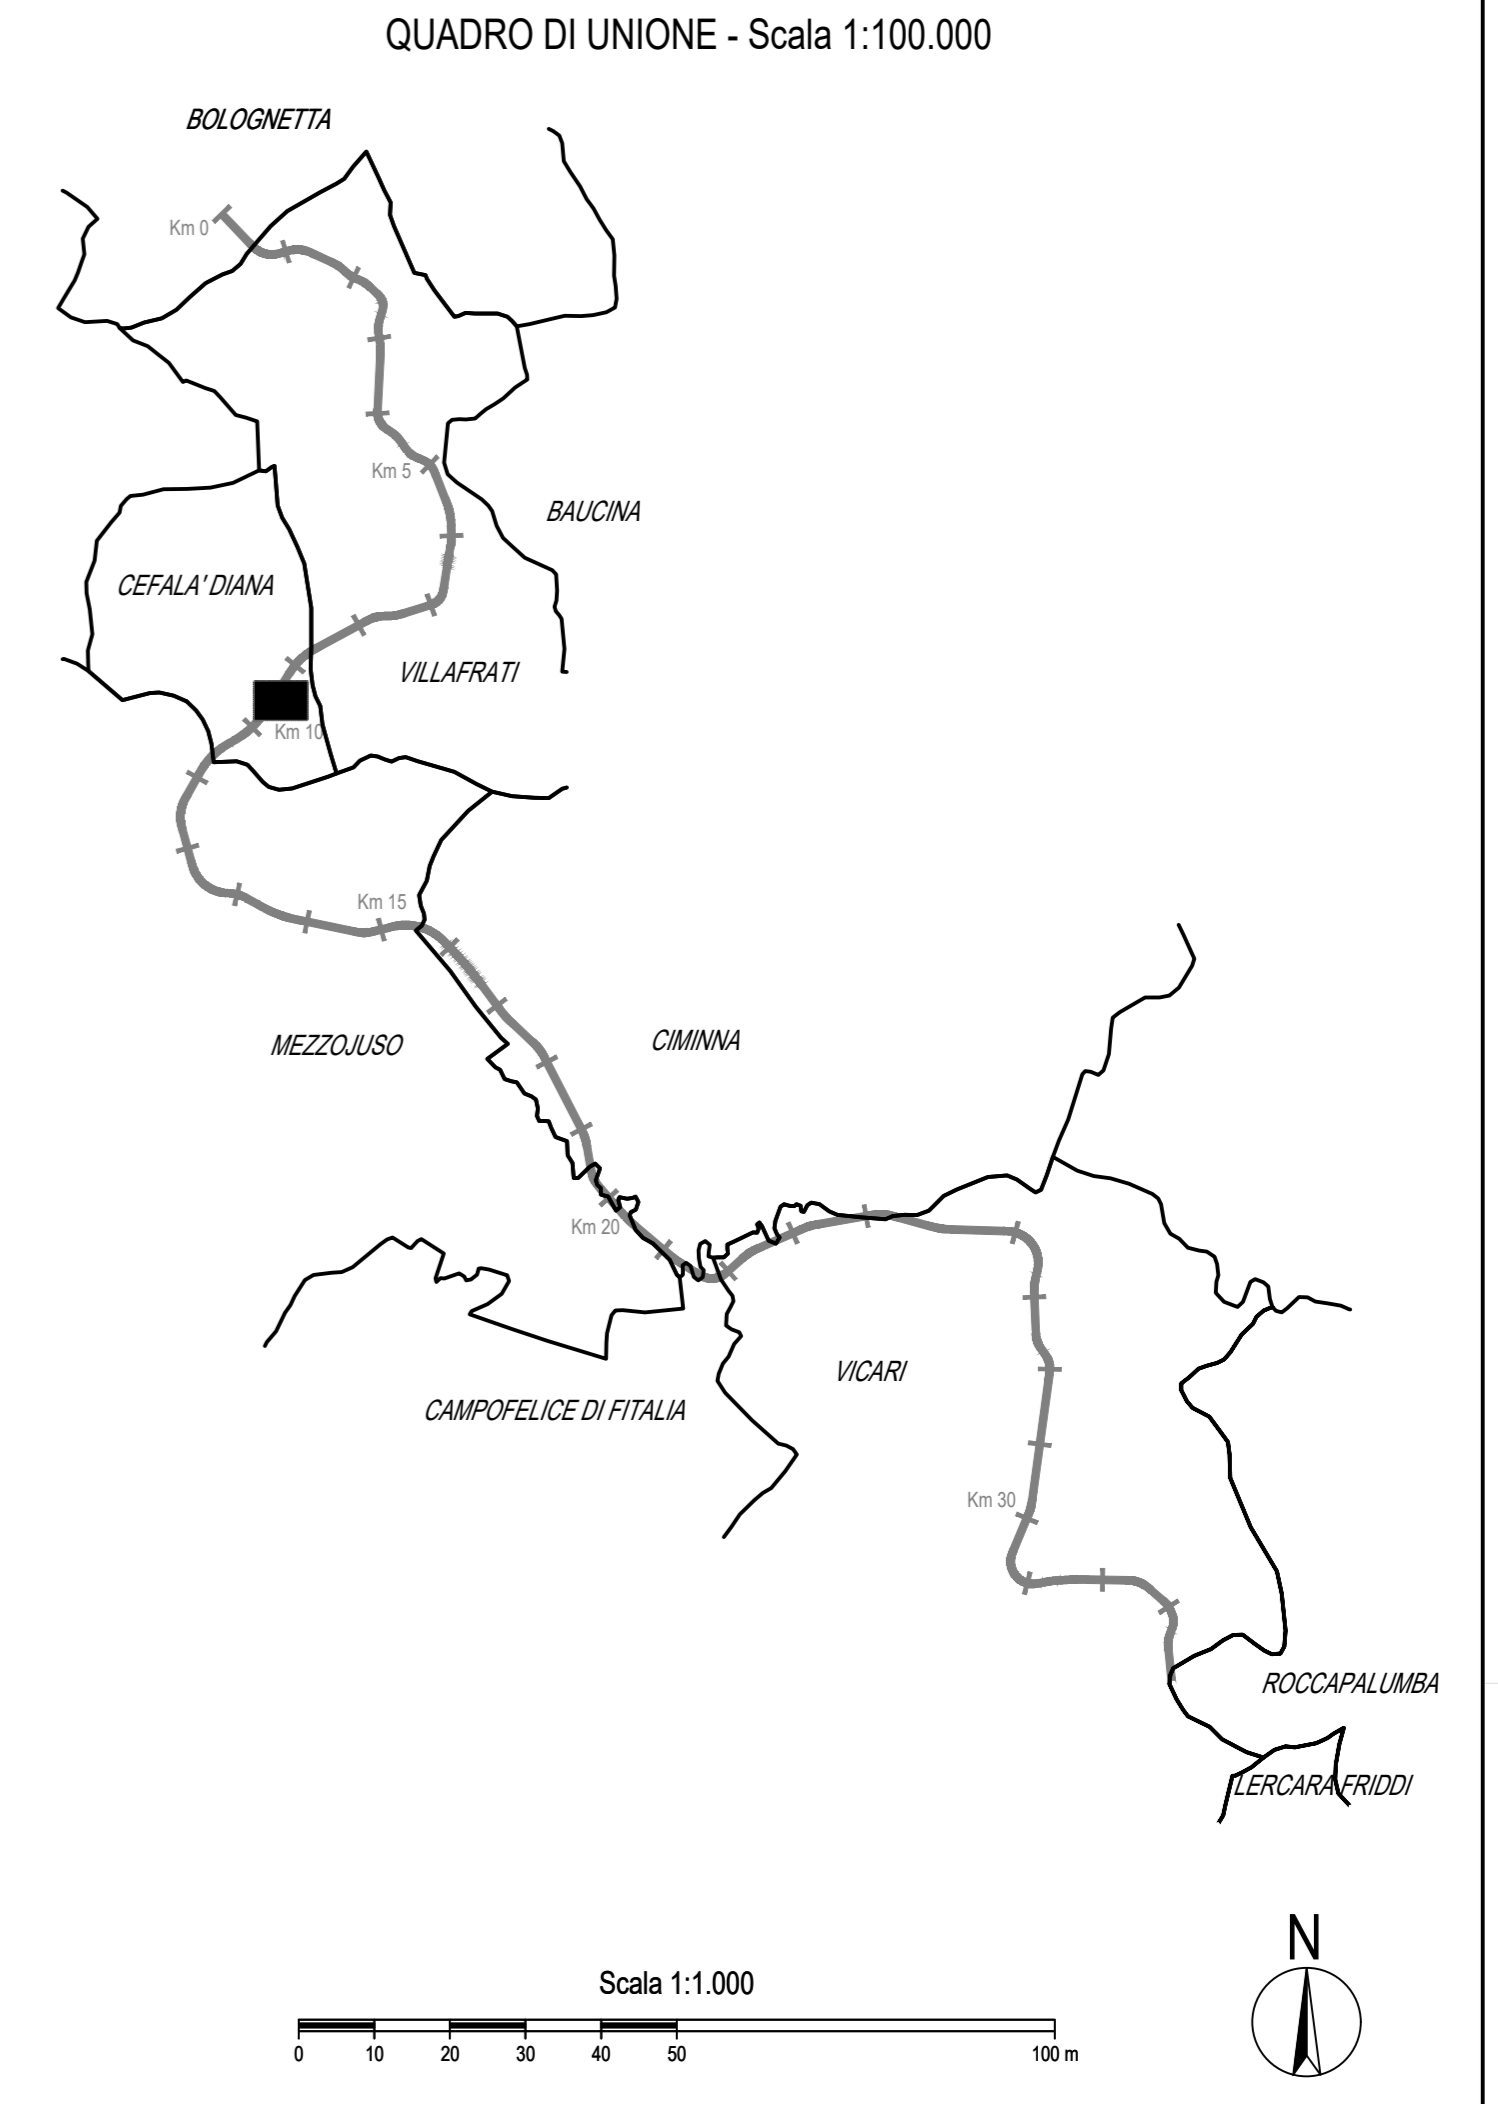 QUADRO DI UNIONE - Scala 1:100.000
BOLOGNETTA
Km 0
Km 5
BAUCINA
CEFALA' DIANA
VILLAFRATI
Km 10
Km 15
MEZZOJUSO
CIMINNA
Km 20
VICARI
CAMPOFELICE DI FITALIA
Km 30
ROCCAPALUMBA
LERCARA FRIDDI
N
Scala 1:1.000
0 10 20 30 40 50 100 m